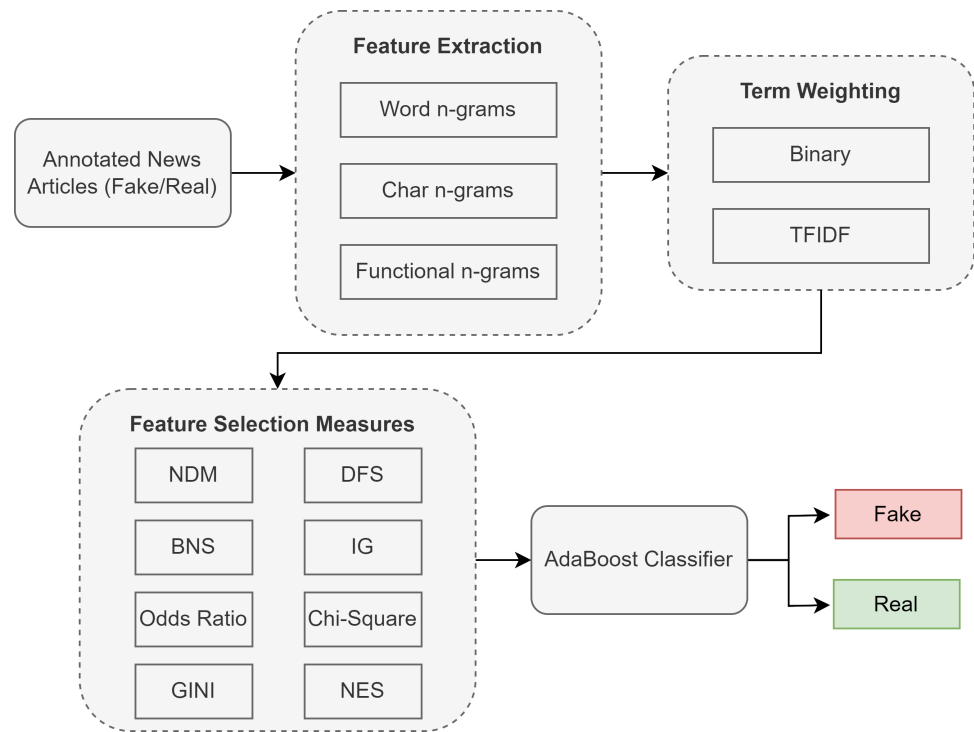 Annotated News
Articles (Fake/Real)
Feature Extraction
Word n-grams
Char n-grams
Functional n-grams
Term Weighting
Binary
TFIDF
Feature Selection Measures
NDM
DFS
BNS
IG
Odds Ratio
Chi-Square
GINI
NES
AdaBoost Classifier
Fake
Real